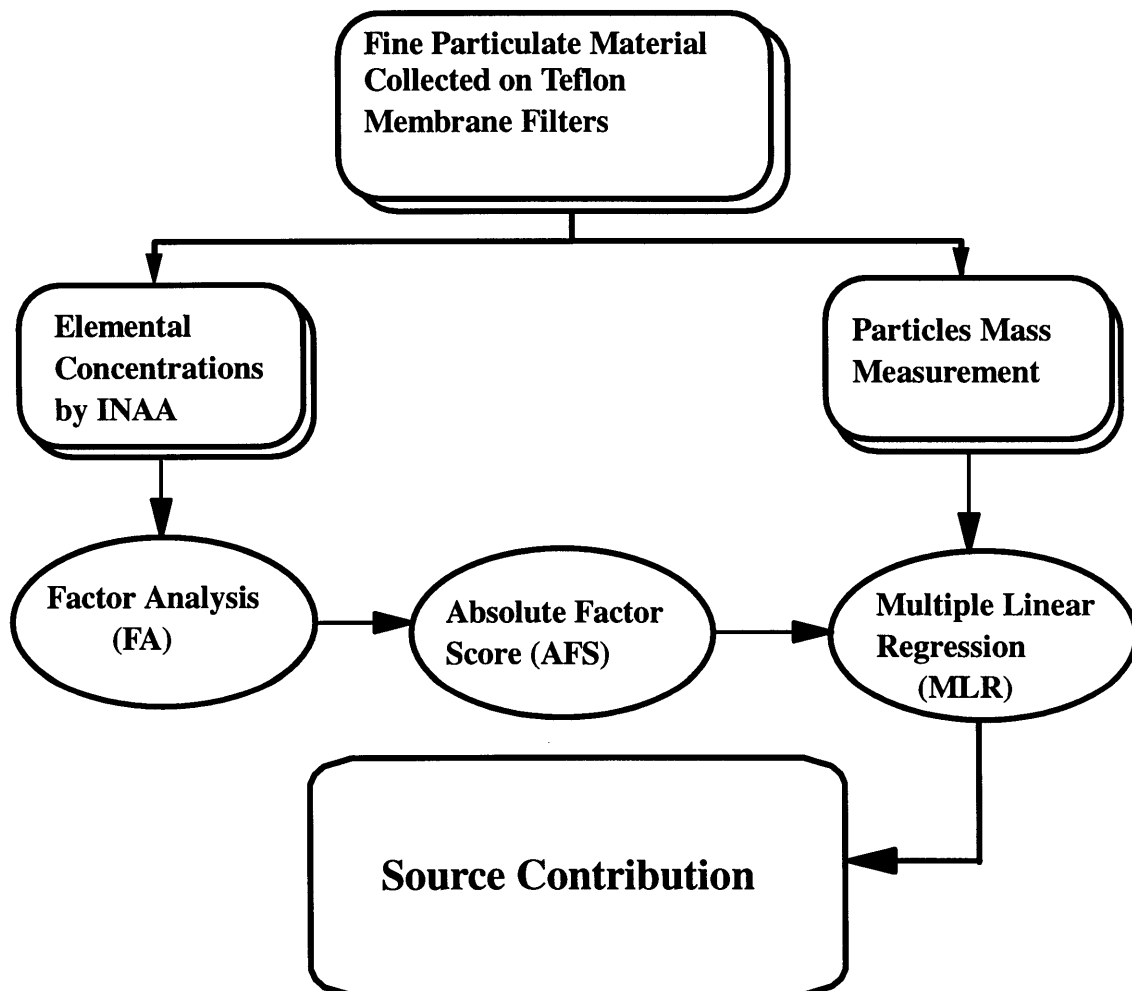 Fine Particulate Material
Collected on Teflon
Membrane Filters
Elemental
Concentrations
by INAA
Particles Mass
Measurement
Factor Analysis
(FA)
Absolute Factor
Score (AFS)
Multiple Linear
Regression
(MLR)
Source Contribution